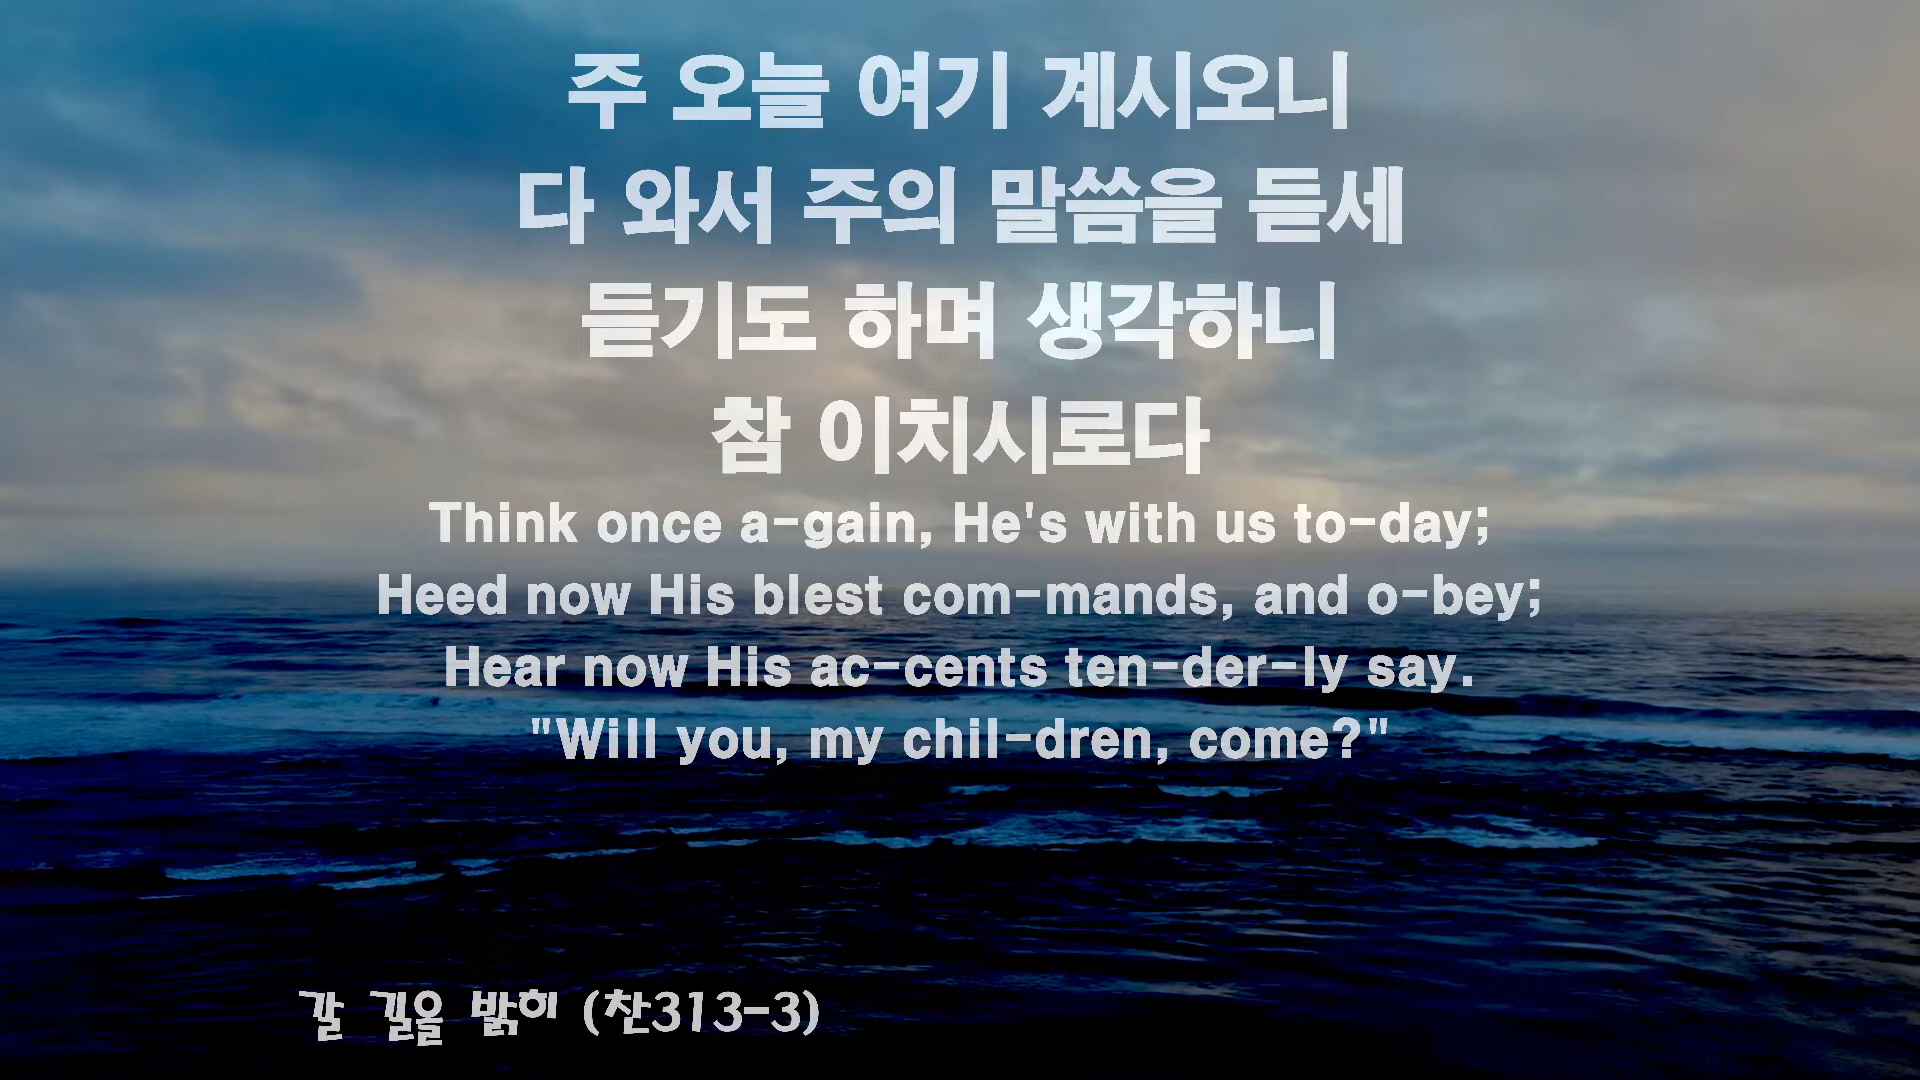 주 오늘 여기 계시오니
다 와서 주의 말씀을 듣세
듣기도 하며 생각하니
참 이치시로다
Think once a-gain, He's with us to-day;
Heed now His blest com-mands, and o-bey;
Hear now His ac-cents ten-der-ly say.
"Will you, my chil-dren, come?"
갈 길을 밝히 (찬313-3)